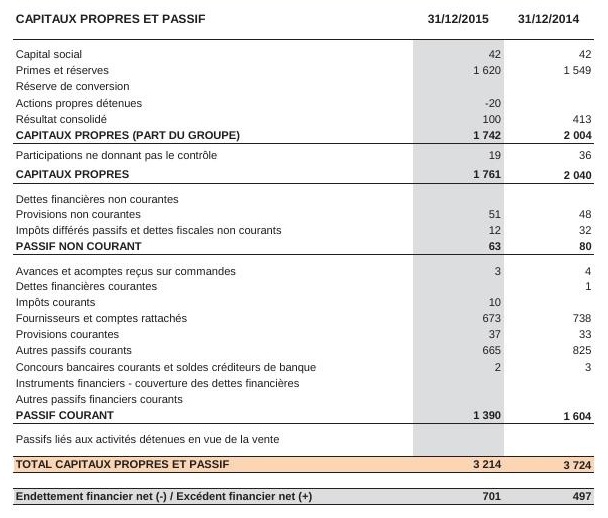 CAPITAUX PROPRES ET PASSIF 31/12/2015 31/12/2014
Capital social 42 42
Primes et réserves 1 620 1 549
Réserve de conversion
Actions propres détenues -20
Résultat consolidé 100 413
CAPITAUX PROPRES (PART DU GROUPE) 1 742 2 004
Participations ne donnant pas le contrôle 19 36
CAPITAUX PROPRES 1 761 2 040
Dettes financières non courantes
Provisions non courantes 51 48
Impôts différés passifs et dettes fiscales non courants 12 32
PASSIF NON COURANT 63 80
Avances et acomptes reçus sur commandes 3 4
Dettes financières courantes 1
Impôts courants 10
Fournisseurs et comptes rattachés 673 738
Provisions courantes 37 33
Autres passifs courants 665 825
Concours bancaires courants et soldes créditeurs de banque 2 3
Instruments financiers - couverture des dettes financières
Autres passifs financiers courants
PASSIF COURANT 1 390 1 604
Passifs liés aux activités détenues en vue de la vente
TOTAL CAPITAUX PROPRES ET PASSIF 3 214 3 724
Endettement financier net (-) / Excédent financier net (+) 701 497